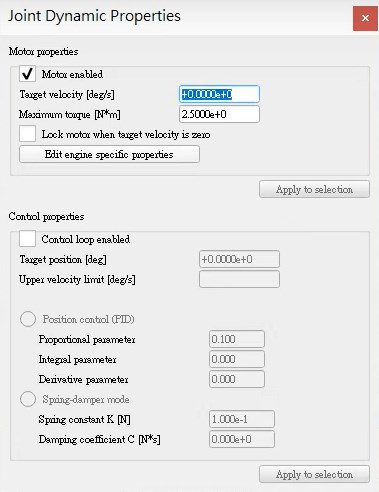 Joint Dynamic Properties
Motor properties
Motor enabled
Target velocity [deg/s] +0.0000e+0
Maximum torque [N*m] 2.5000e+0
Lock motor when target velocity is zero
Edit engine specific properties
Apply to selection
Control properties
Control loop enabled
Target position [deg] +0.0000e+0
Upper velocity limit [deg/s]
Position control (PID)
Proportional parameter 0.100
Integral parameter 0.000
Derivative parameter 0.000
Spring-damper mode
Spring constant K [N] 1.000e-1
Damping coefficient C [N*s] 0.000e+0
Apply to selection